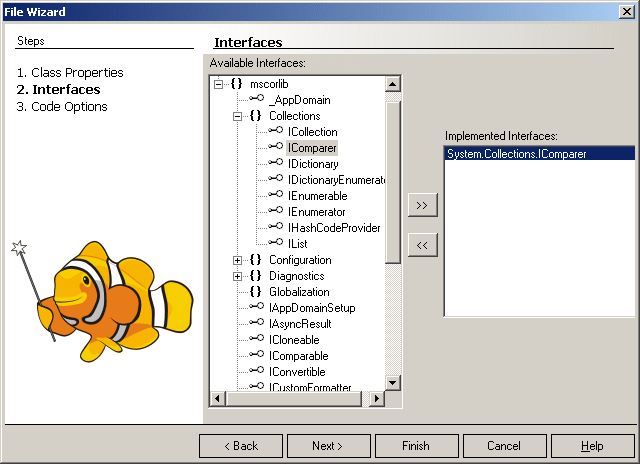 File Wizard
Steps
1. Class Properties
2. Interfaces
3. Code Options
Interfaces
Available Interfaces:
{} mscorlib
_AppDomain
{} Collections
ICollection
IComparer
IDictionary
IDictionaryEnumerato
IEnumerable
IEnumerator
IHashCodeProvider
IList
{} Configuration
{} Diagnostics
{} Globalization
IAppDomainSetup
IAsyncResult
ICloneable
IComparable
IConvertible
ICustomFormatter
>>
<<
Implemented Interfaces:
System.Collections.IComparer
< Back
Next >
Finish
Cancel
Help